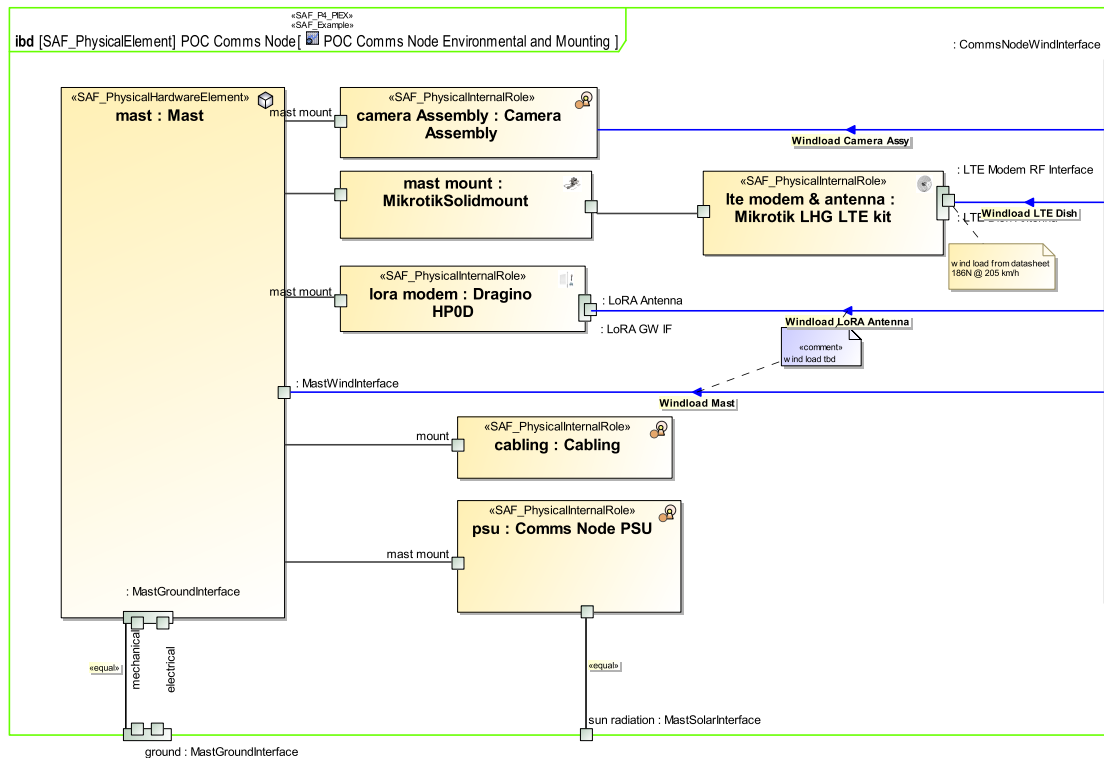 «SAF_P4_PIEX»
«SAF_Example»
ibd [SAF_PhysicalElement] POC Comms Node[ POC Comms Node Environmental and Mounting ]
: CommsNodeWindInterface
«SAF_PhysicalHardwareElement»
mast : Mast
mast mount
«SAF_PhysicalInternalRole»
camera Assembly : Camera
Assembly
Windload Camera Assy
mast mount :
MikrotikSolidmount
«SAF_PhysicalInternalRole»
lte modem & antenna :
Mikrotik LHG LTE kit
: LTE Modem RF Interface
Windload LTE Dish
wind load from datasheet
186N @ 205 km/h
mast mount
«SAF_PhysicalInternalRole»
lora modem : Dragino
HP0D
: LoRA Antenna
: LoRA GW IF
Windload LoRA Antenna
«comment»
wind load tbd
: MastWindInterface
Windload Mast
mount
«SAF_PhysicalInternalRole»
cabling : Cabling
mast mount
«SAF_PhysicalInternalRole»
psu : Comms Node PSU
: MastGroundInterface
mechanical
electrical
«equal»
«equal»
sun radiation : MastSolarInterface
ground : MastGroundInterface